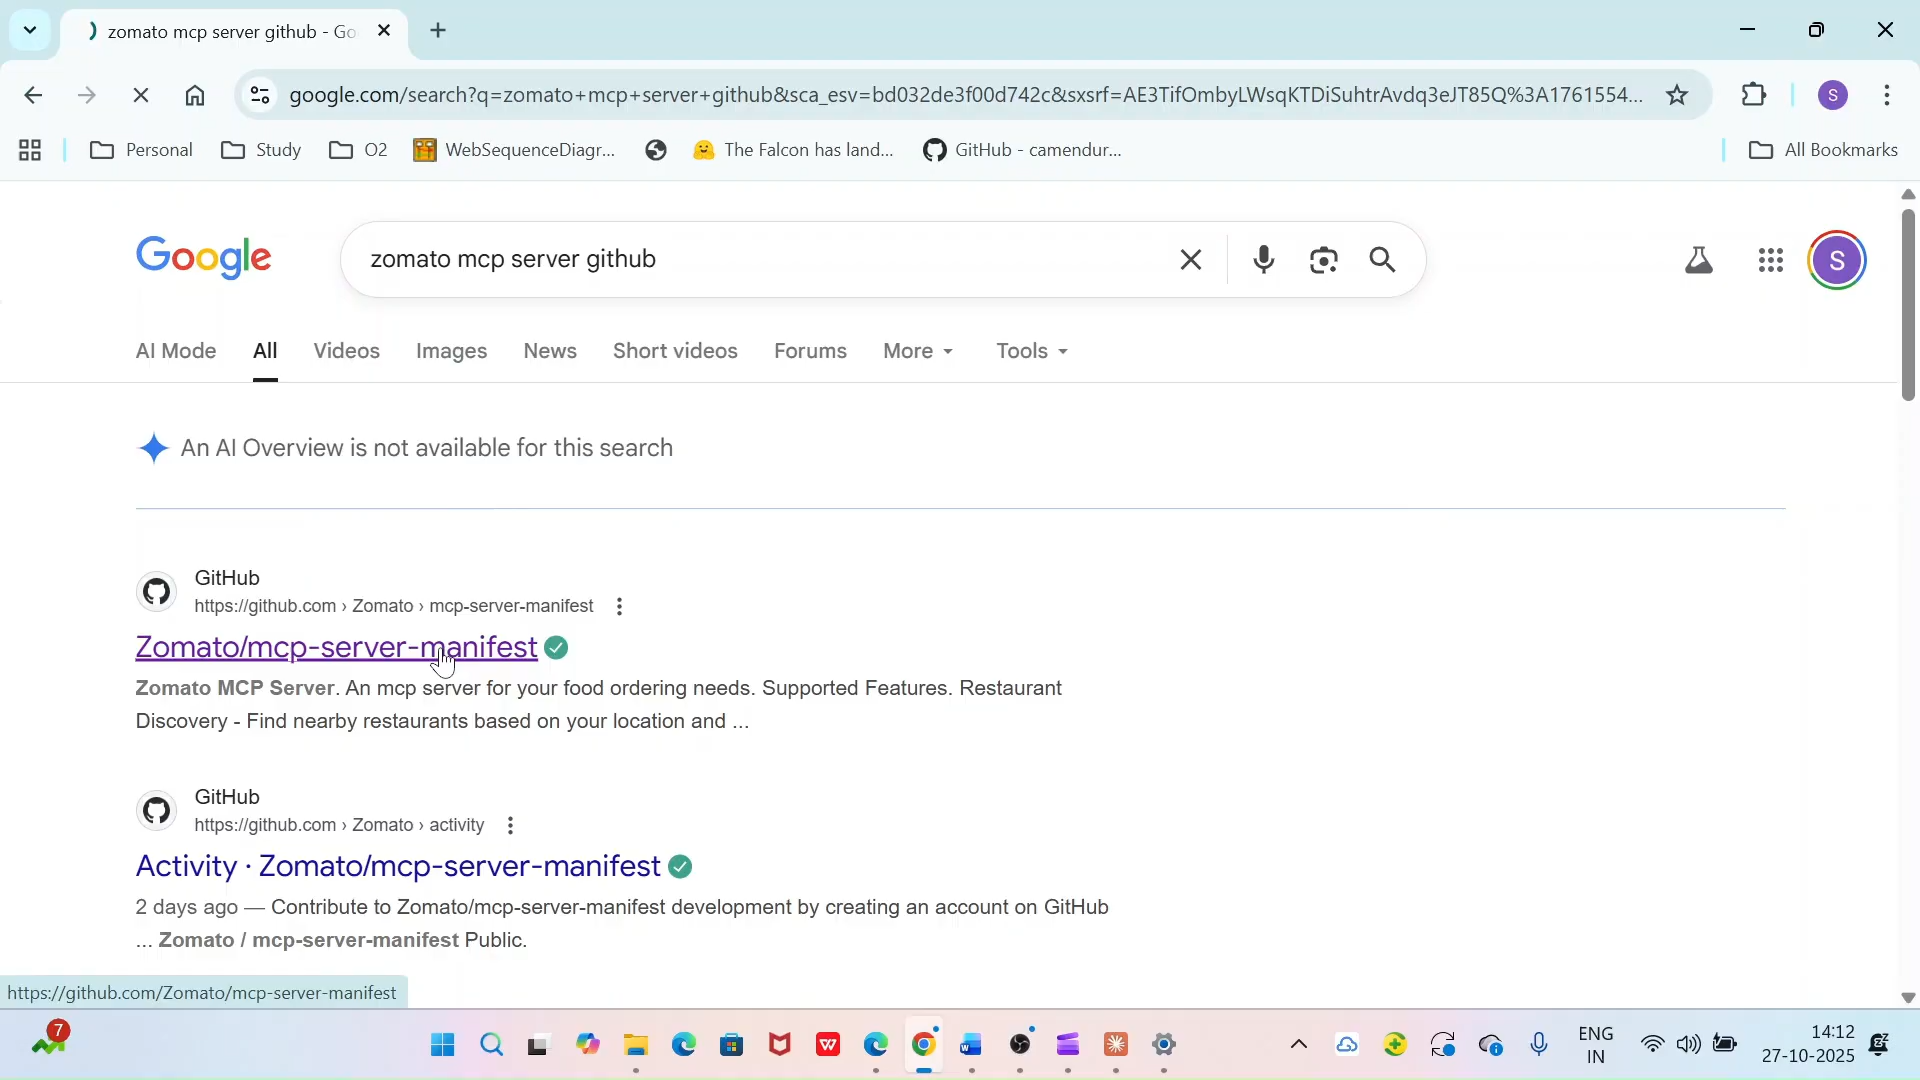 zomato mcp server github - Go
google.com/search?q=zomato+mcp+server+github&sca_esv=bd032de3f00d742c&sxsrf=AE3TifOmbyLWsqKTDiSuhtrAvdq3eJT85Q%3A1761554...
S
Personal
Study
O2
WebSequenceDiagr...
The Falcon has land...
GitHub - camendur...
All Bookmarks
Google
zomato mcp server github
S
AI Mode
All
Videos
Images
News
Short videos
Forums
More
Tools
An AI Overview is not available for this search
GitHub
https://github.com › Zomato › mcp-server-manifest
Zomato/mcp-server-manifest
Zomato MCP Server. An mcp server for your food ordering needs. Supported Features. Restaurant
Discovery - Find nearby restaurants based on your location and ...
GitHub
https://github.com › Zomato › activity
Activity · Zomato/mcp-server-manifest
2 days ago — Contribute to Zomato/mcp-server-manifest development by creating an account on GitHub
... Zomato / mcp-server-manifest Public.
https://github.com/Zomato/mcp-server-manifest
7
W
W
ENG
IN
14:12
27-10-2025